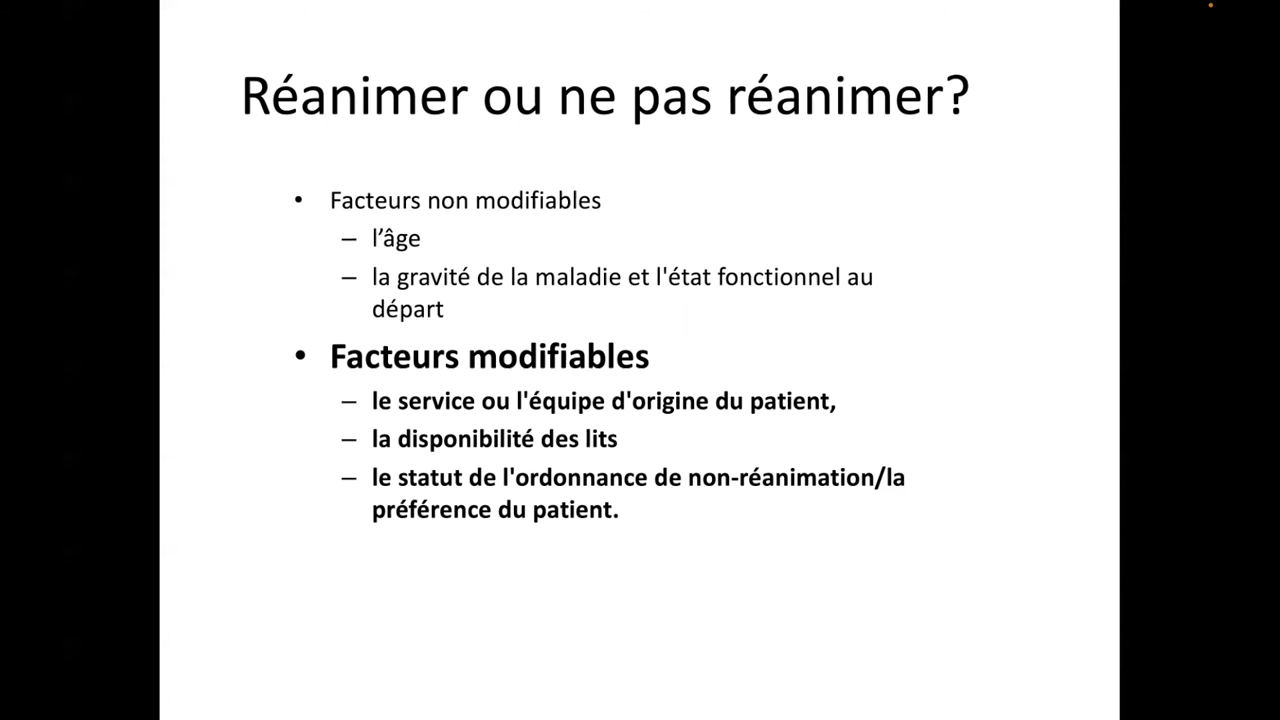 Réanimer ou ne pas réanimer?
• Facteurs non modifiables
– l’âge
– la gravité de la maladie et l'état fonctionnel au
départ
• Facteurs modifiables
– le service ou l'équipe d'origine du patient,
– la disponibilité des lits
– le statut de l'ordonnance de non-réanimation/la
préférence du patient.